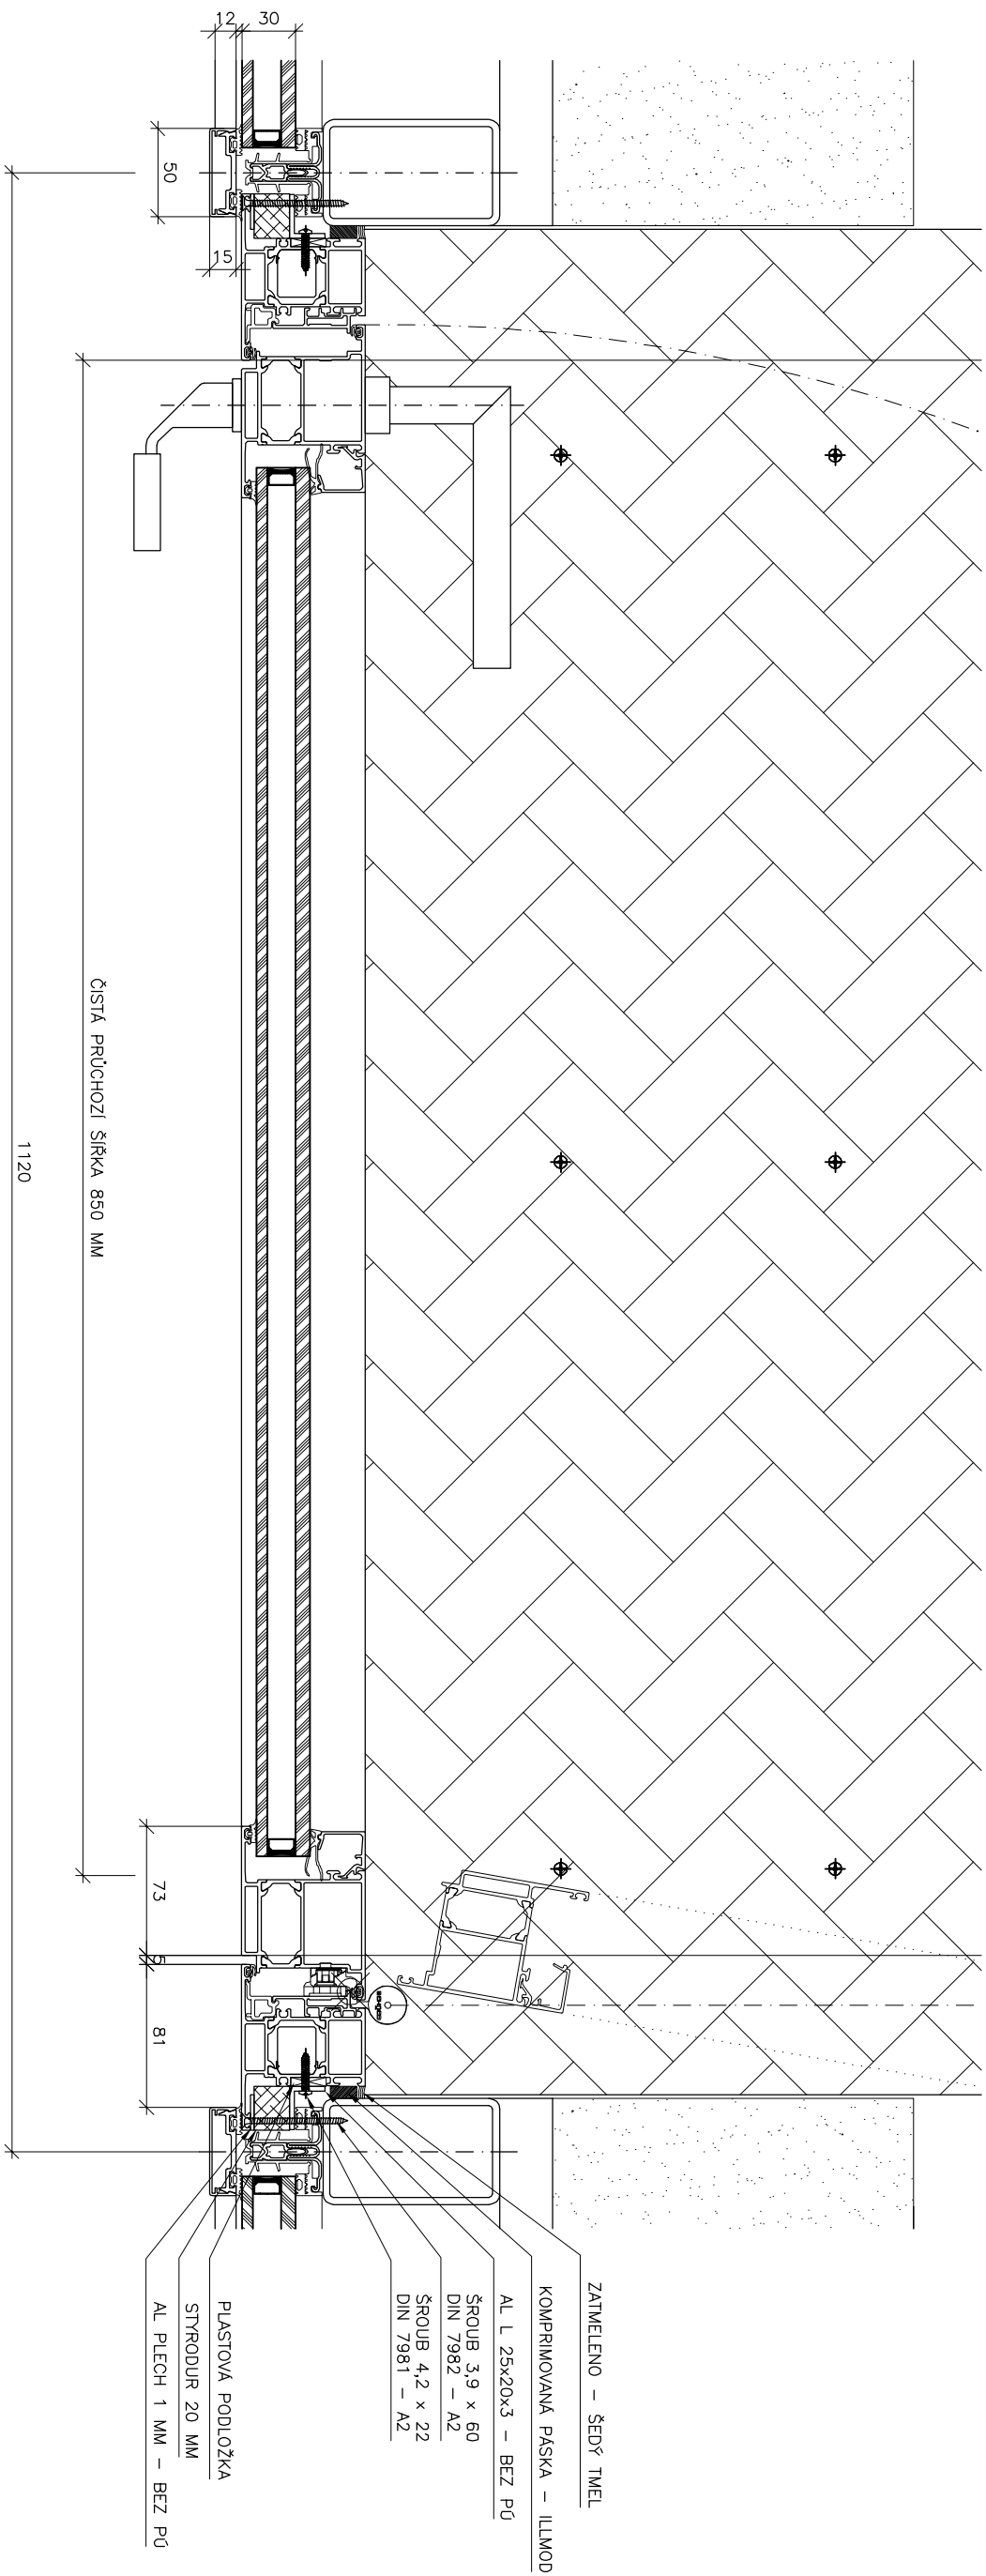 12
30
50
15
ČISTÁ PRŮCHOZÍ ŠÍŘKA 850 MM
1120
73
5
81
ZATMELENO – ŠEDÝ TMEL
KOMPRIMOVANÁ PÁSKA – ILLMOD
AL L 25x20x3 – BEZ PÚ
ŠROUB 3,9 x 60
DIN 7982 – A2
ŠROUB 4,2 x 22
DIN 7981 – A2
PLASTOVÁ PODLOŽKA
STYRODUR 20 MM
AL PLECH 1 MM – BEZ PÚ